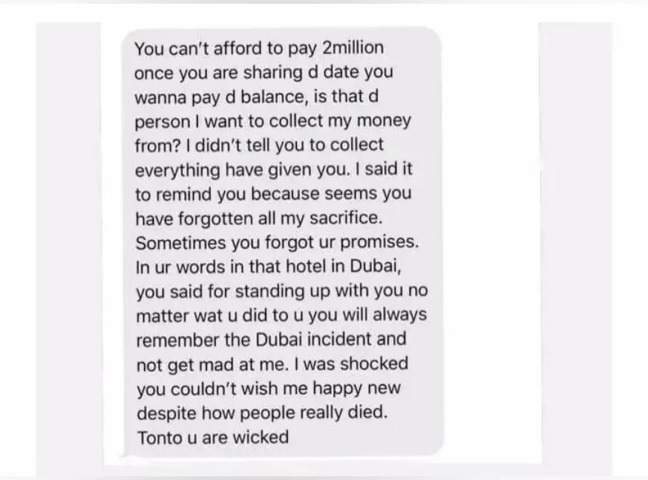 You can't afford to pay 2million
once you are sharing d date you
wanna pay d balance, is that d
person I want to collect my money
from? I didn't tell you to collect
everything have given you. I said it
to remind you because seems you
have forgotten all my sacrifice.
Sometimes you forgot ur promises.
In ur words in that hotel in Dubai,
you said for standing up with you no
matter wat u did to u you will always
remember the Dubai incident and
not get mad at me. I was shocked
you couldn't wish me happy new
despite how people really died.
Tonto u are wicked